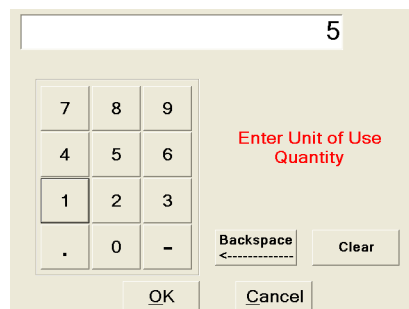 5
7 8 9
Enter Unit of Use
Quantity
4 5 6
1 2 3
. 0 -
Backspace
<-------------
Clear
OK
Cancel